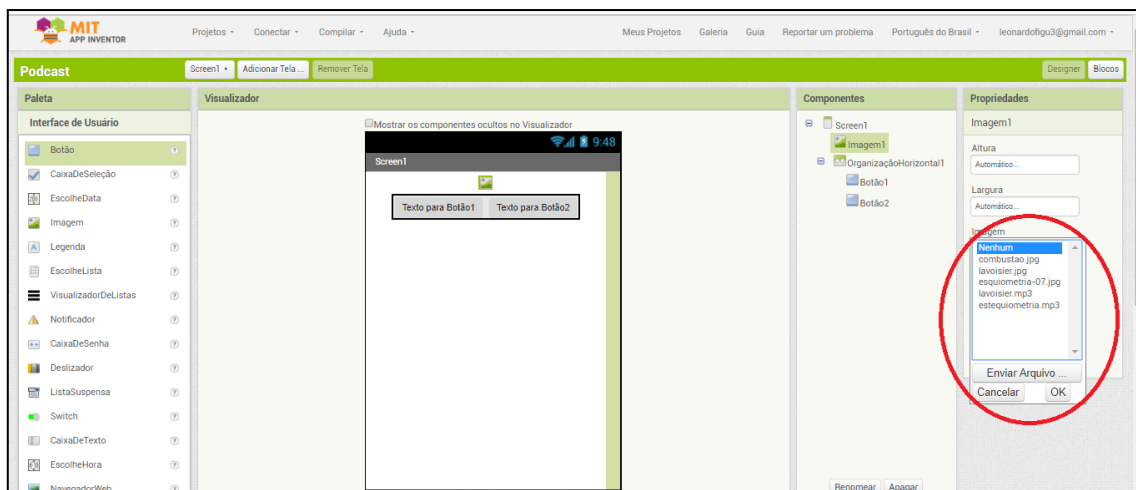 MIT
APP INVENTOR
Projetos Conectar Compilar Ajuda Meus Projetos Galeria Guia Reportar um problema Português do Brasil leonardofigu3@gmail.com
Podcast Screen1 Adicionar Tela ... Remover Tela Designer Blocos
Paleta
Interface de Usuário
Botão
CaixaDeSeleção
EscolheData
Imagem
Legenda
EscolheLista
VisualizadorDeListas
Notificador
CaixaDeSenha
Deslizador
ListaSuspensa
Switch
CaixaDeTexto
EscolheHora
NavegadorWeb
Visualizador
Mostrar os componentes ocultos no Visualizador
9:48
Screen1
Texto para Botão1 Texto para Botão2
Componentes
Screen1
Imagem1
OrganizaçãoHorizontal1
Botão1
Botão2
Renomear Apagar
Propriedades
Imagem1
Altura
Automático...
Largura
Automático...
Imagem
Nenhum
combustao.jpg
lavoisier.jpg
esquiometria-07.jpg
lavoisier.mp3
estequiometria.mp3
Enviar Arquivo ...
Cancelar OK